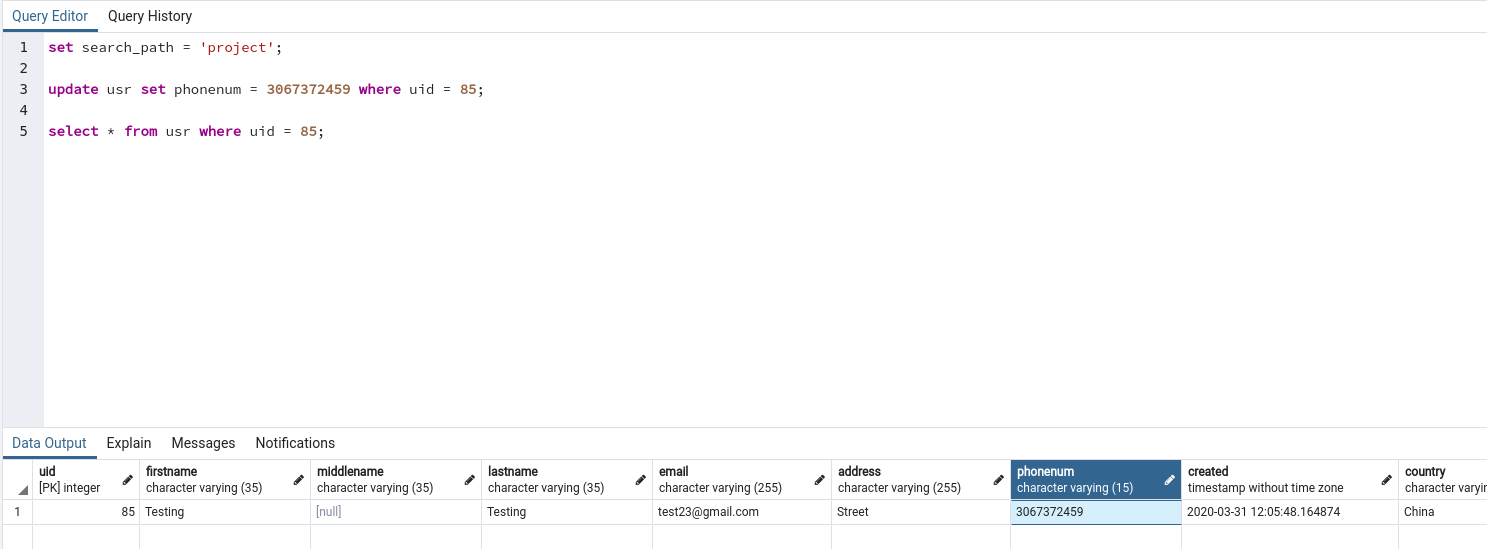 Query Editor Query History
1 set search_path = 'project';
2
3 update usr set phonenum = 3067372459 where uid = 85;
4
5 select * from usr where uid = 85;
Data Output Explain Messages Notifications
uid firstname middlename lastname email address phonenum created country
[PK] integer character varying (35) character varying (35) character varying (35) character varying (255) character varying (255) character varying (15) timestamp without time zone character varyin
1 85 Testing [null] Testing test23@gmail.com Street 3067372459 2020-03-31 12:05:48.164874 China